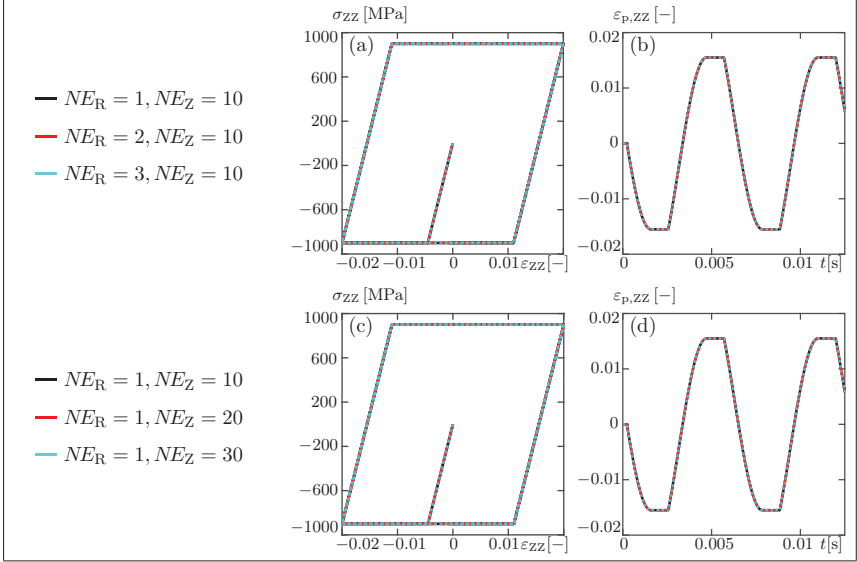 σZZ [MPa]
1000
600
200
−200
−600
−1000
(a)
−0.02 −0.01 0 0.01 εZZ [−]
εp,ZZ [−]
0.02
0.01
0
−0.01
−0.02
(b)
0 0.005 0.01 t[s]
NER = 1, NEZ = 10
NER = 2, NEZ = 10
NER = 3, NEZ = 10
σZZ [MPa]
1000
600
200
−200
−600
−1000
(c)
−0.02 −0.01 0 0.01 εZZ [−]
εp,ZZ [−]
0.02
0.01
0
−0.01
−0.02
(d)
0 0.005 0.01 t[s]
NER = 1, NEZ = 10
NER = 1, NEZ = 20
NER = 1, NEZ = 30